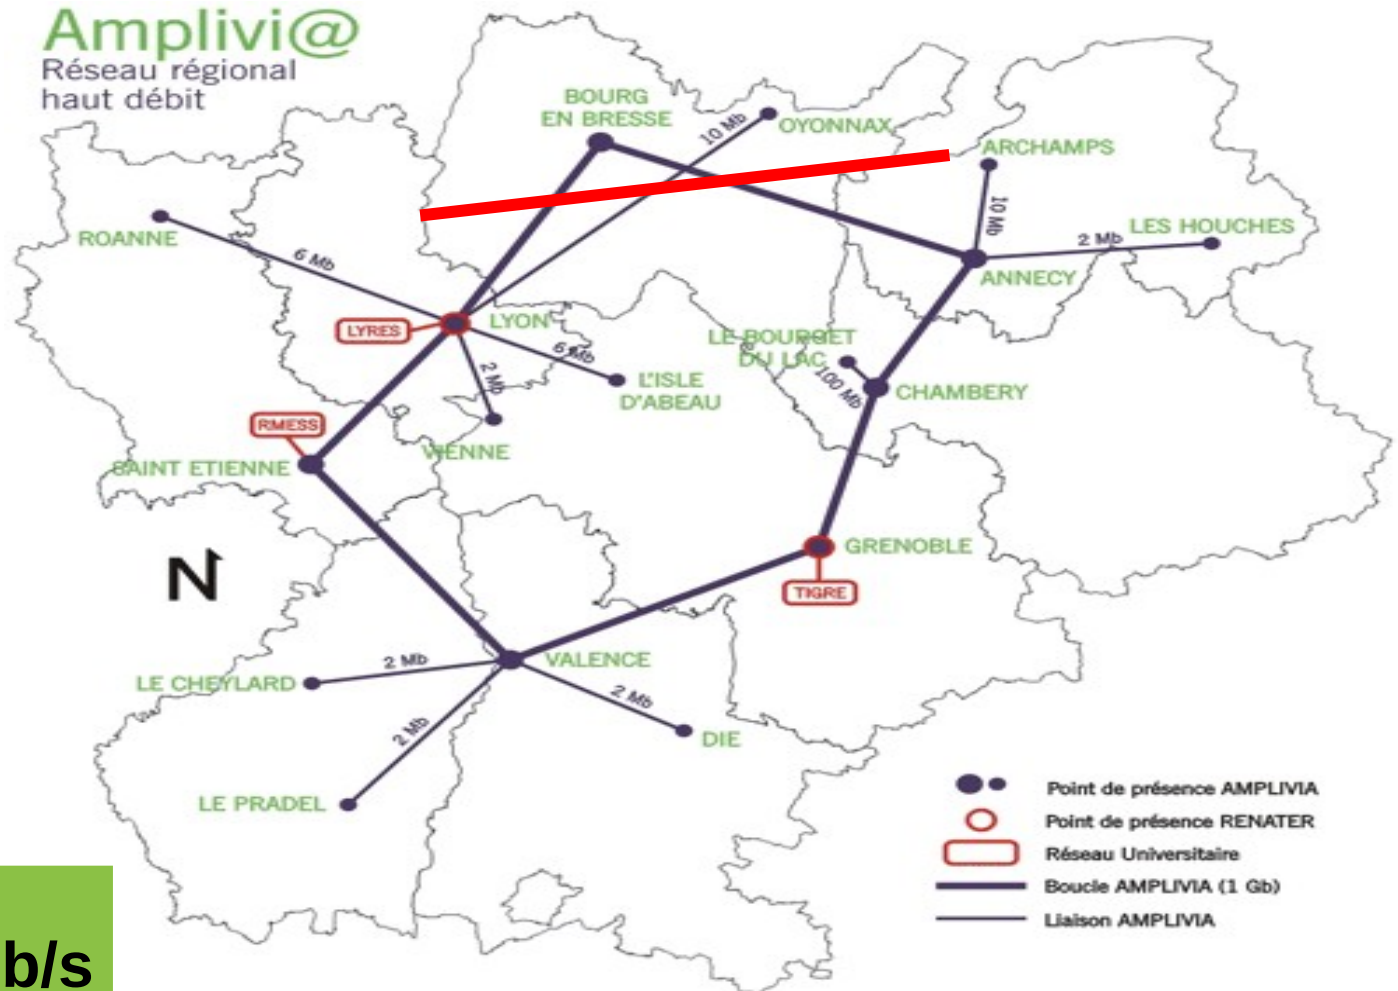 Amplivi@
Réseau régional
haut débit
BOURG
EN BRESSE
10 Mb
OYONNAX
ARCHAMPS
10 Mb
LES HOUCHES
2 Mb
ANNECY
ROANNE
6 Mb
LYRES
LYON
6 Mb
2 Mb
L'ISLE
D'ABEAU
VIENNE
LE BOURGET
DU LAC
100 Mb
CHAMBERY
RMESS
SAINT ETIENNE
N
GRENOBLE
TIGRE
VALENCE
2 Mb
LE CHEYLARD
2 Mb
DIE
2 Mb
LE PRADEL
Point de présence AMPLIVIA
Point de présence RENATER
Réseau Universitaire
Boucle AMPLIVIA (1 Gb)
Liaison AMPLIVIA
b/s